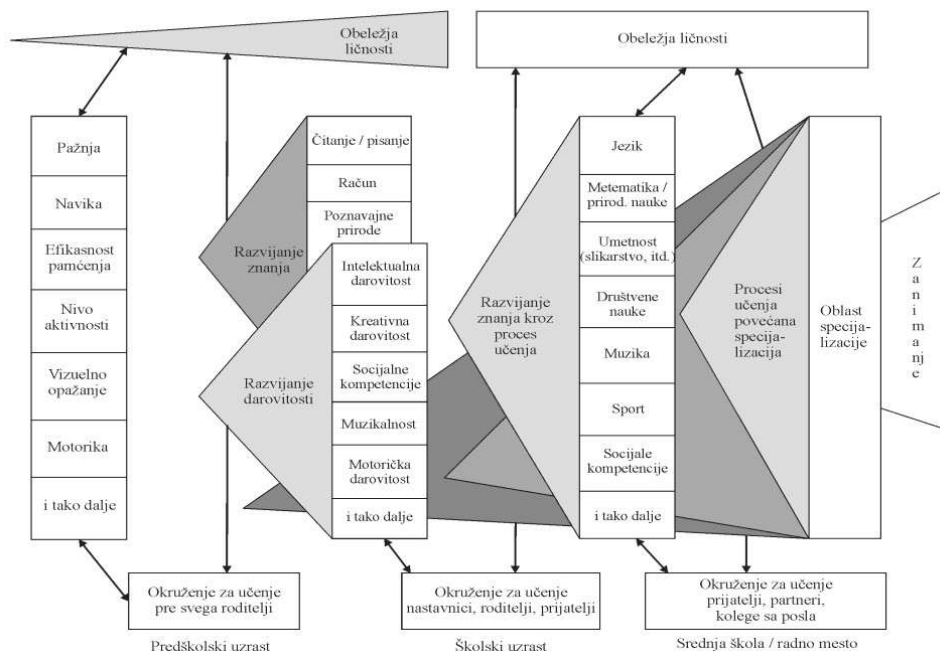 Obeležja
ličnosti
Obeležja ličnosti
Pažnja
Navika
Efikasnost
pamćenja
Nivo
aktivnosti
Vizuelno
opažanje
Motorika
i tako dalje
Razvijanje
znanja
Čitanje / pisanje
Račun
Poznavajne
prirode
Razvijanje
darovitosti
Intelektualna
darovitost
Kreativna
darovitost
Socijalne
kompetencije
Muzikalnost
Motorička
darovitost
i tako dalje
Razvijanje
znanja kroz
proces
učenja
Jezik
Metematika /
prirod. nauke
Umetnost
(slikarstvo, itd.)
Društvene
nauke
Muzika
Sport
Socijale
kompetencije
i tako dalje
Procesi
učenja
povećana
specija-
lizacija
Oblast
specija-
lizacije
Zanimanje
Okruženje za učenje
pre svega roditelji
Okruženje za učenje
nastavnici, roditelji, prijatelji
Okruženje za učenje
prijatelji, partneri,
kolege sa posla
Predškolski uzrast
Školski uzrast
Srednja škola / radno mesto